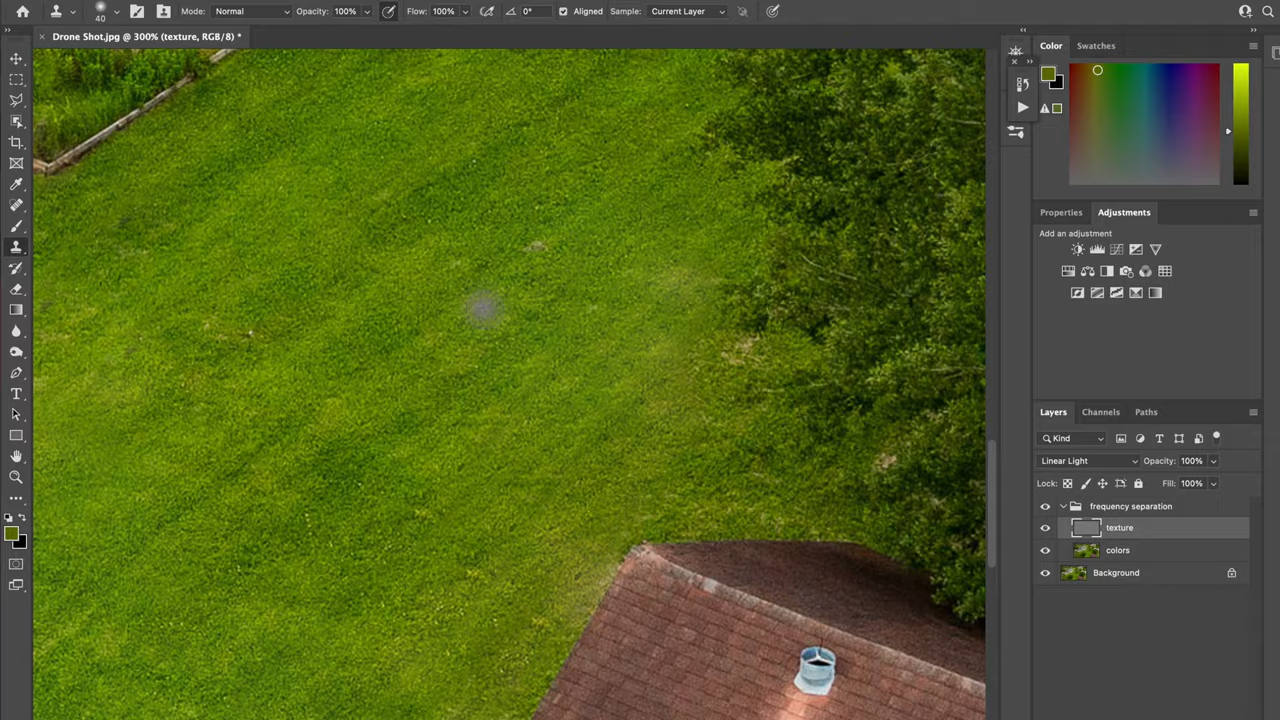 40
Mode: Normal Opacity: 100% Flow: 100% 0° Aligned Sample: Current Layer
Drone Shot.jpg @ 300% (texture, RGB/8) *
Color Swatches
Properties Adjustments
Add an adjustment
Layers Channels Paths
Kind
Linear Light Opacity: 100%
Lock: Fill: 100%
frequency separation
texture
colors
Background